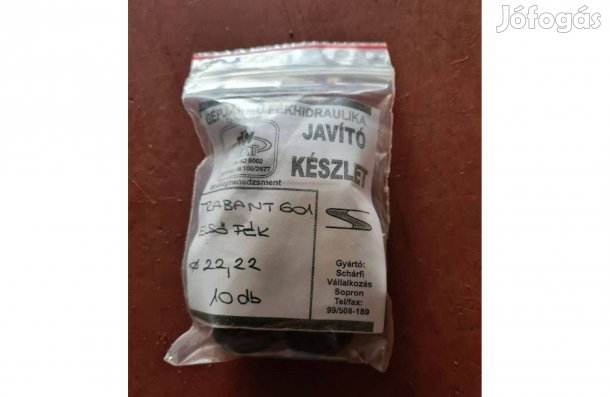 Jófogás
GÉPJÁRMŰ FÉKHIDRAULIKA
JAVÍTÓ
KÉSZLET
ISO 9002
TRABANT 601
ELSŐ FÉK
ø 22,22
10 db
Gyártó:
Schárfi
Vállalkozás
Sopron
Tel/fax:
99/508-189